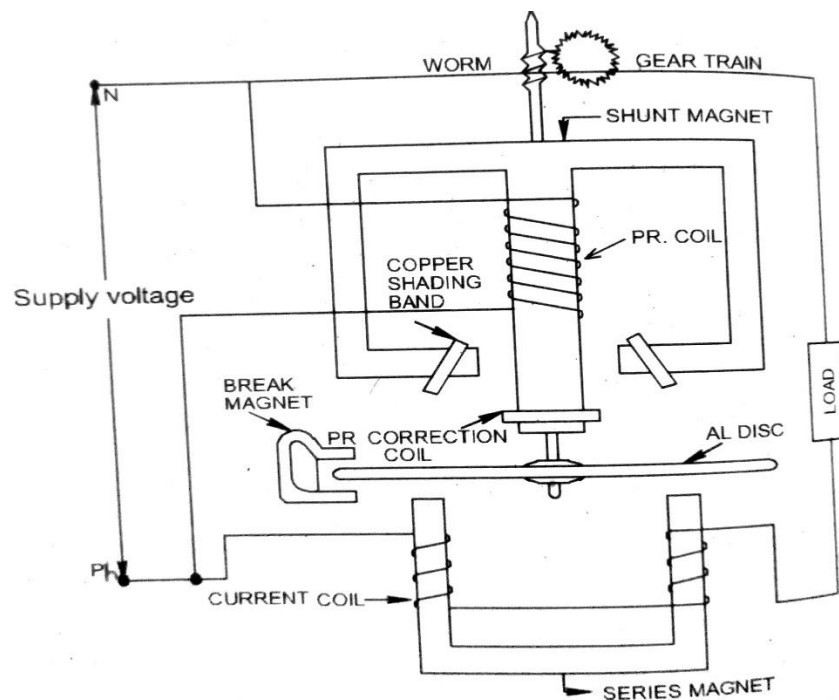 WORM
GEAR TRAIN
N
SHUNT MAGNET
PR. COIL
COPPER
SHADING
BAND
Supply voltage
BREAK
MAGNET
PR CORRECTION
COIL
AL DISC
LOAD
Ph
CURRENT COIL
SERIES MAGNET